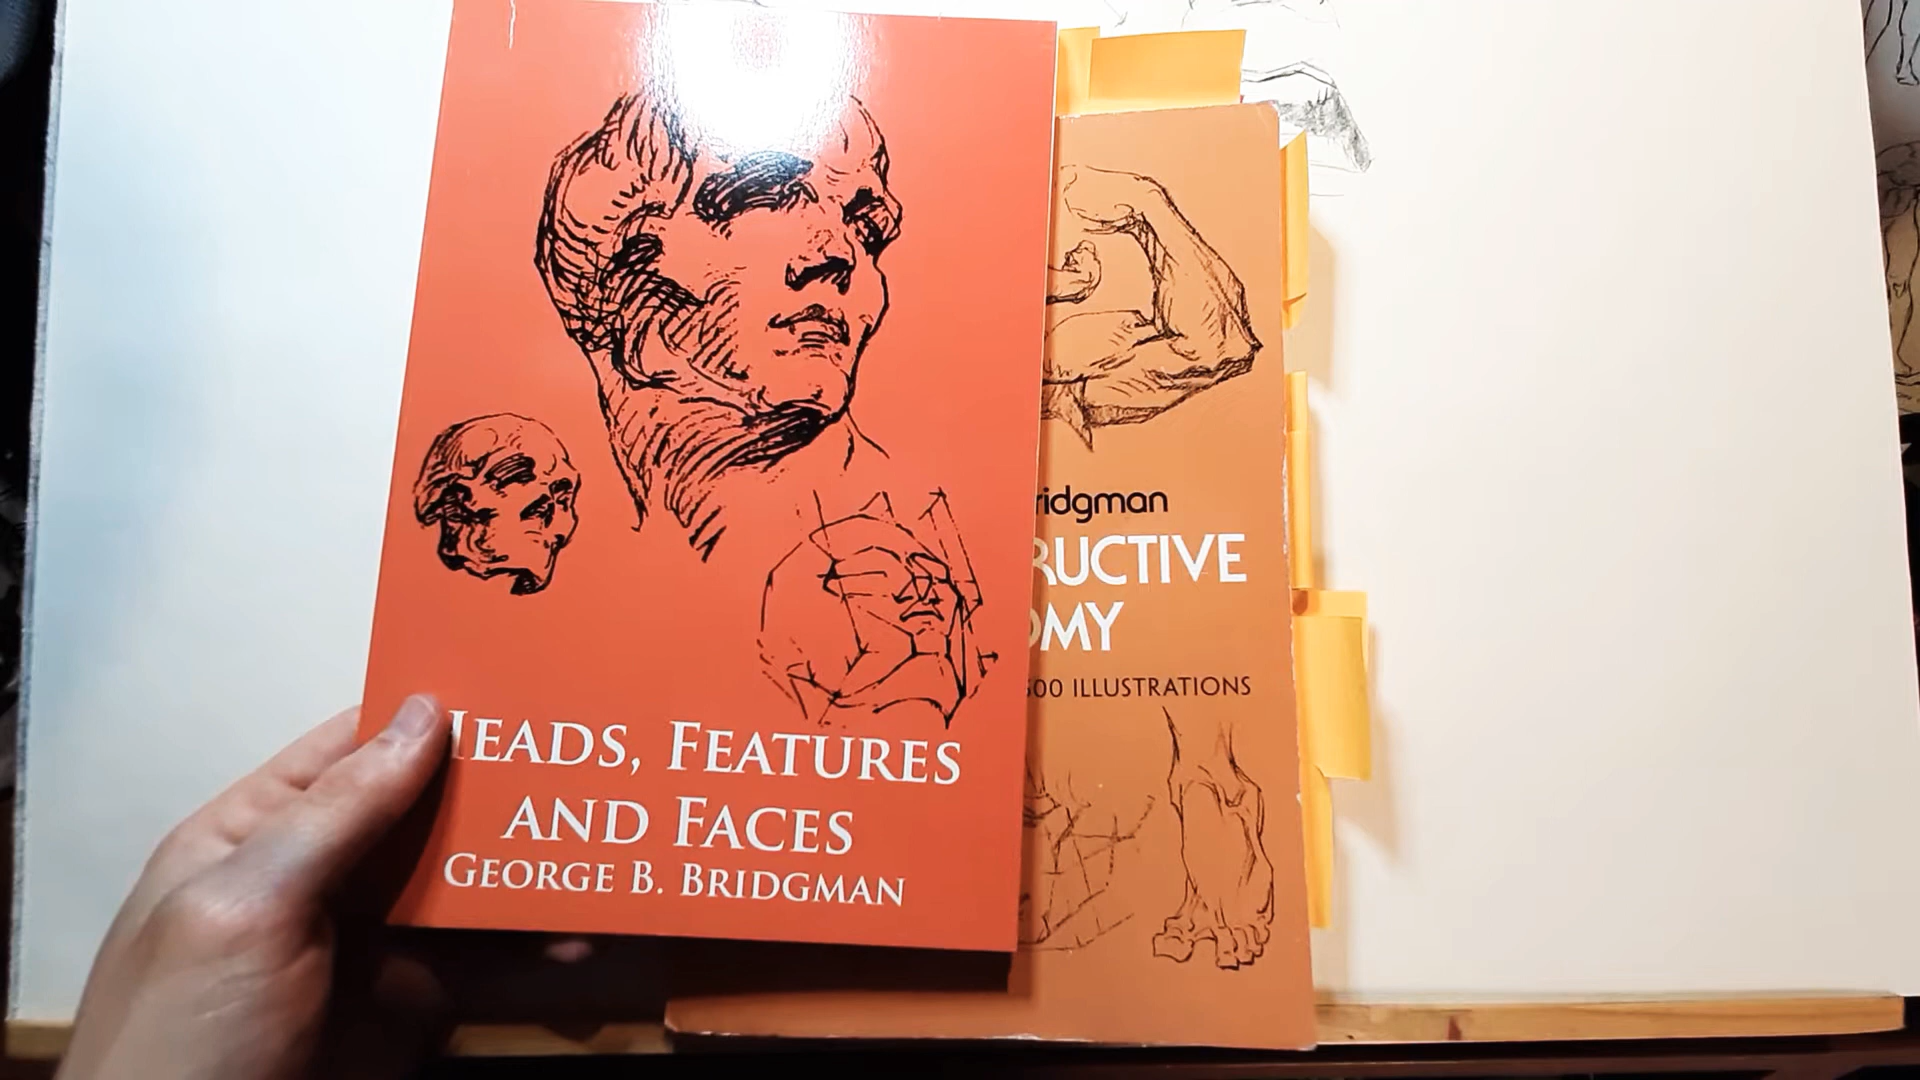 HEADS, FEATURES
AND FACES
GEORGE B. BRIDGMAN
ridgman
RUCTIVE
OMY
500 ILLUSTRATIONS